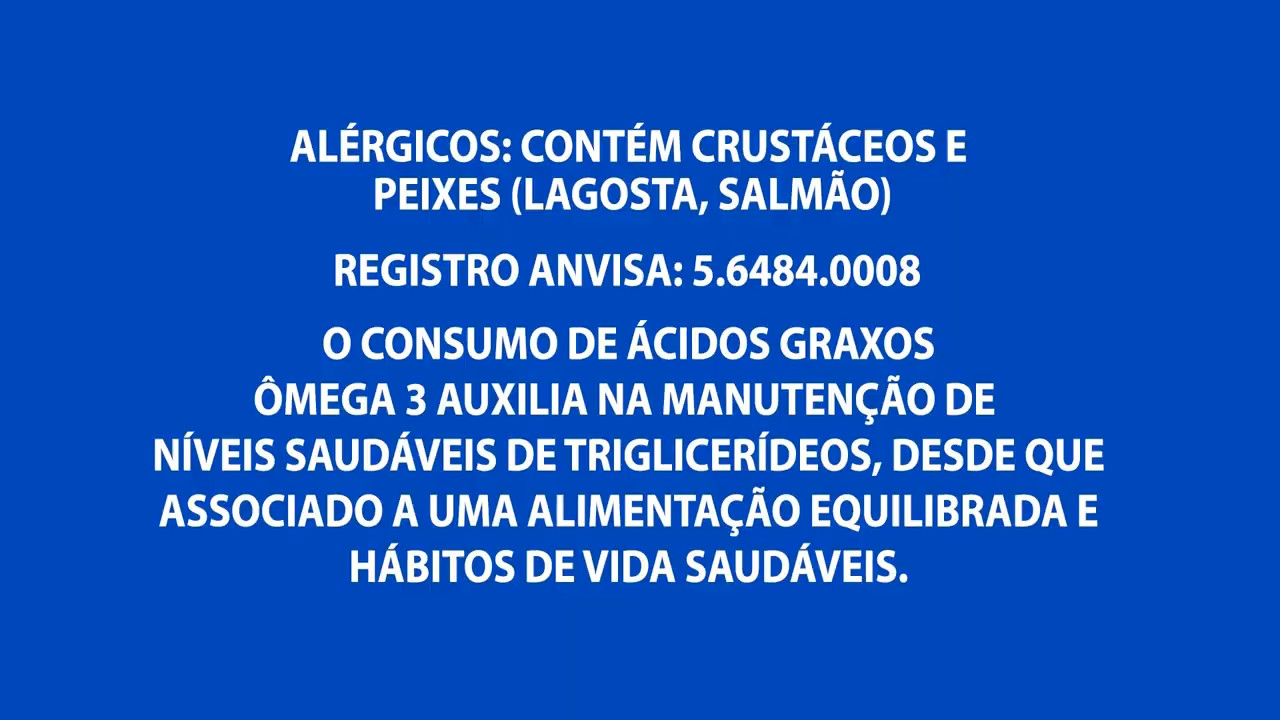 ALÉRGICOS: CONTÉM CRUSTÁCEOS E
PEIXES (LAGOSTA, SALMÃO)
REGISTRO ANVISA: 5.6484.0008
O CONSUMO DE ÁCIDOS GRAXOS
ÔMEGA 3 AUXILIA NA MANUTENÇÃO DE
NÍVEIS SAUDÁVEIS DE TRIGLICERÍDEOS, DESDE QUE
ASSOCIADO A UMA ALIMENTAÇÃO EQUILIBRADA E
HÁBITOS DE VIDA SAUDÁVEIS.